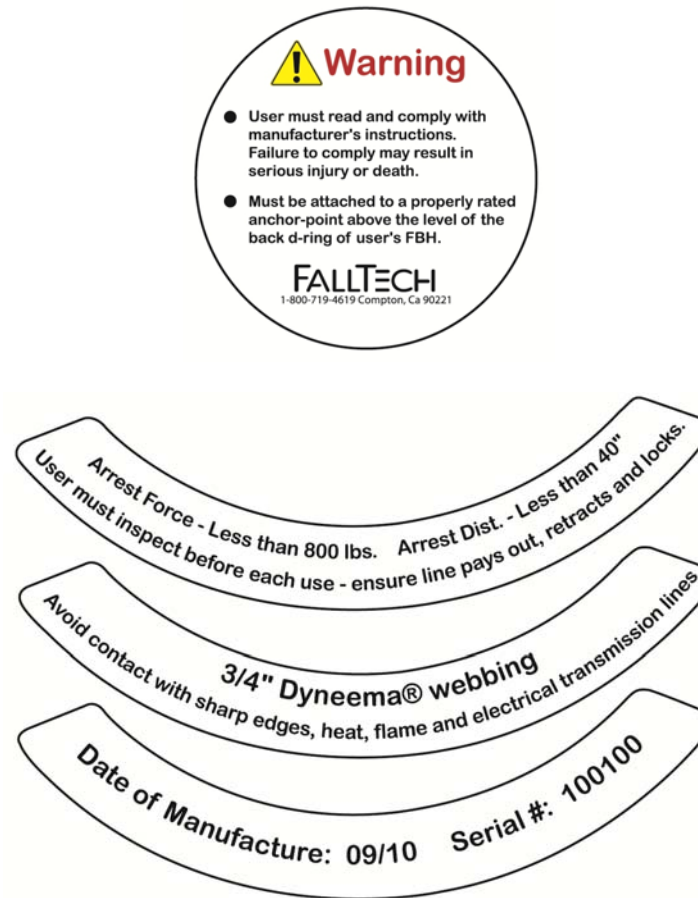 Warning
● User must read and comply with
manufacturer's instructions.
Failure to comply may result in
serious injury or death.
● Must be attached to a properly rated
anchor-point above the level of the
back d-ring of user's FBH.
FALLTECH
1-800-719-4619 Compton, Ca 90221
Arrest Force - Less than 800 lbs. Arrest Dist. - Less than 40"
User must inspect before each use - ensure line pays out, retracts and locks.
3/4" Dyneema® webbing
Avoid contact with sharp edges, heat, flame and electrical transmission lines
Date of Manufacture: 09/10 Serial #: 100100